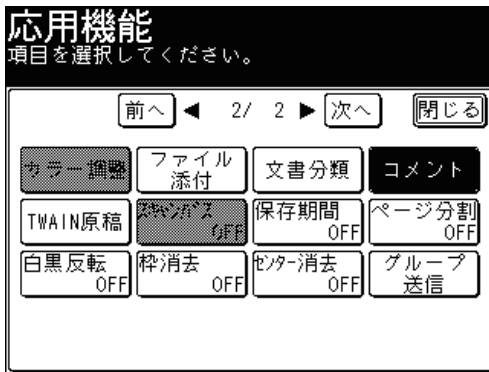 応用機能
項目を選択してください。
前へ ◀ 2/ 2 ▶ 次へ 閉じる
カラー調整 ファイル添付 文書分類 コメント
TWAIN原稿 ｽｷｬﾝﾊﾟｽ OFF 保存期間 OFF ページ分割 OFF
白黒反転 OFF 枠消去 OFF ｾﾝﾀｰ消去 OFF グループ送信